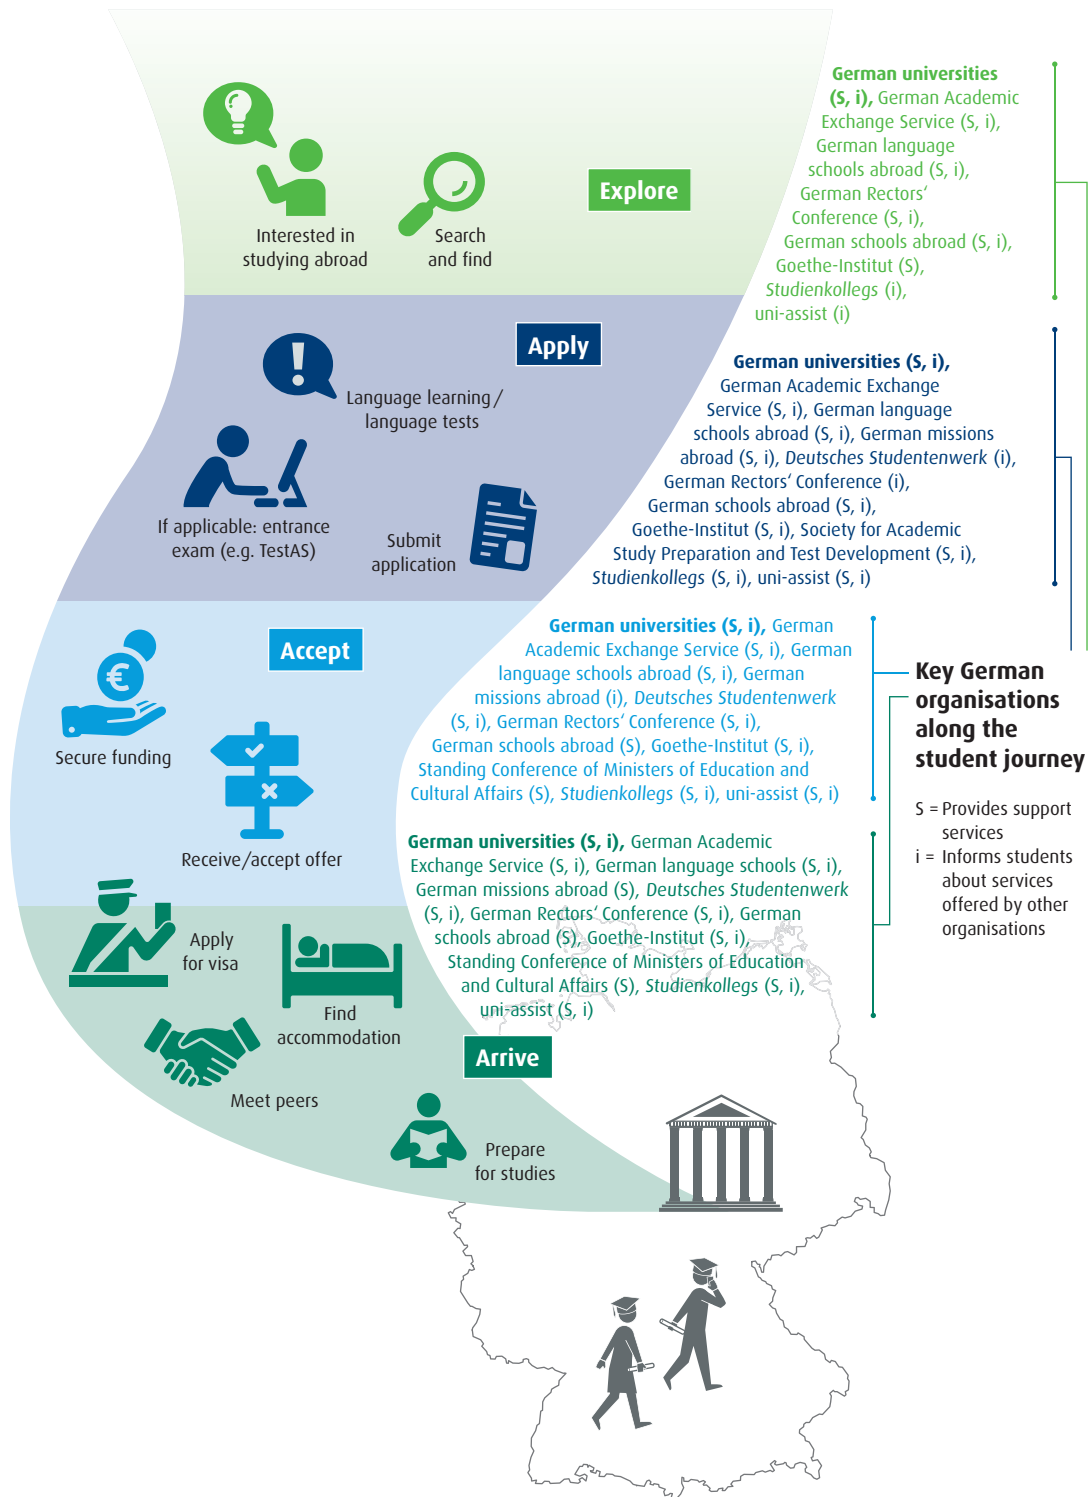 Explore
Interested in
studying abroad
Search
and find
German universities
(S, i), German Academic
Exchange Service (S, i),
German language
schools abroad (S, i),
German Rectors‘
Conference (S, i),
German schools abroad (S, i),
Goethe-Institut (S),
Studienkollegs (i),
uni-assist (i)
Apply
Language learning /
language tests
If applicable: entrance
exam (e.g. TestAS)
Submit
application
German universities (S, i),
German Academic Exchange
Service (S, i), German language
schools abroad (S, i), German missions
abroad (S, i), Deutsches Studentenwerk (i),
German Rectors‘ Conference (i),
German schools abroad (S, i),
Goethe-Institut (S, i), Society for Academic
Study Preparation and Test Development (S, i),
Studienkollegs (S, i), uni-assist (S, i)
Accept
€
Secure funding
Receive/accept offer
German universities (S, i), German
Academic Exchange Service (S, i), German
language schools abroad (S, i), German
missions abroad (i), Deutsches Studentenwerk
(S, i), German Rectors‘ Conference (S, i),
German schools abroad (S), Goethe-Institut (S, i),
Standing Conference of Ministers of Education and
Cultural Affairs (S), Studienkollegs (S, i), uni-assist (S, i)
Key German
organisations
along the
student journey
S = Provides support
services
i = Informs students
about services
offered by other
organisations
German universities (S, i), German Academic
Exchange Service (S, i), German language schools (S, i),
German missions abroad (S), Deutsches Studentenwerk
(S, i), German Rectors‘ Conference (S, i), German
schools abroad (S), Goethe-Institut (S, i),
Standing Conference of Ministers of Education
and Cultural Affairs (S), Studienkollegs (S, i),
uni-assist (S, i)
Apply
for visa
Find
accommodation
Arrive
Meet peers
Prepare
for studies